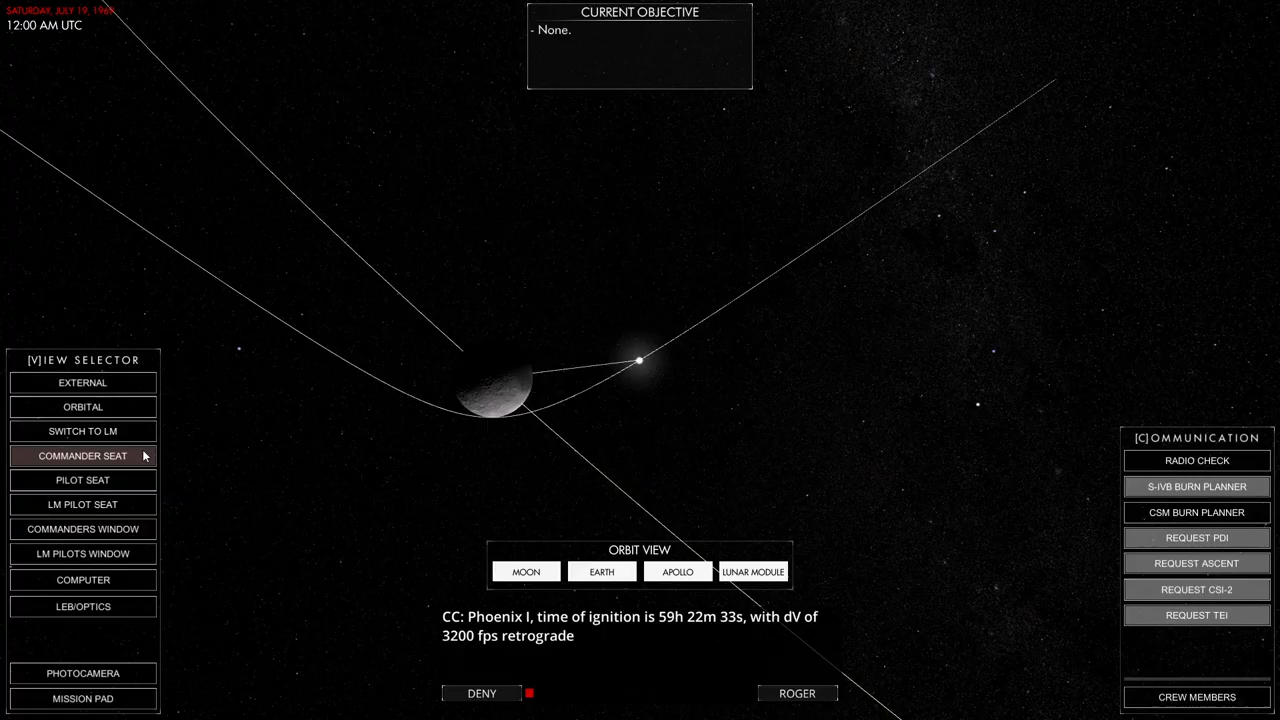 SATURDAY, JULY 19, 1969
12:00 AM UTC
CURRENT OBJECTIVE
- None.
[V]IEW SELECTOR
EXTERNAL
ORBITAL
SWITCH TO LM
COMMANDER SEAT
PILOT SEAT
LM PILOT SEAT
COMMANDERS WINDOW
LM PILOTS WINDOW
COMPUTER
LEB/OPTICS
PHOTOCAMERA
MISSION PAD
ORBIT VIEW
MOON EARTH APOLLO LUNAR MODULE
CC: Phoenix I, time of ignition is 59h 22m 33s, with dV of
3200 fps retrograde
DENY ROGER
[C]OMMUNICATION
RADIO CHECK
S-IVB BURN PLANNER
CSM BURN PLANNER
REQUEST PDI
REQUEST ASCENT
REQUEST CSI-2
REQUEST TEI
CREW MEMBERS